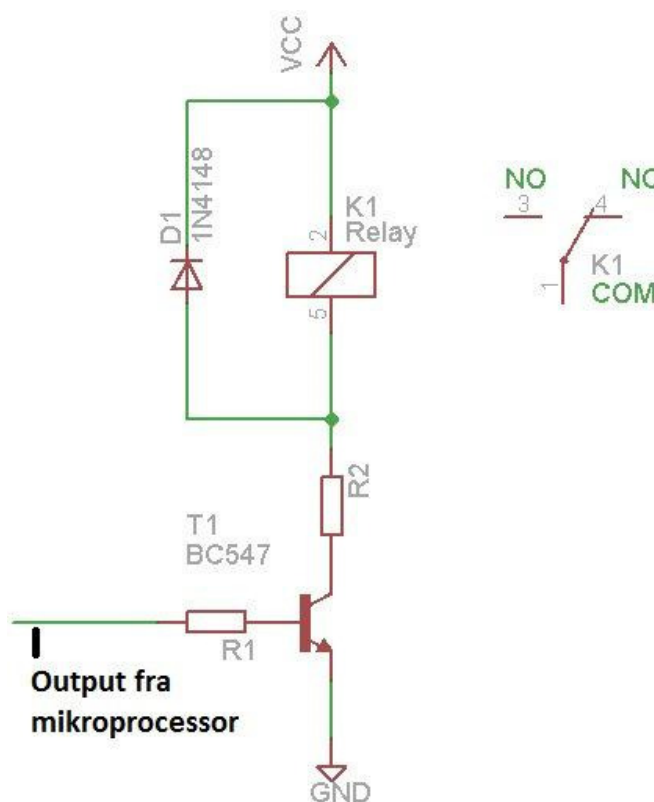 VCC
D1
1N4148
2
K1
Relay
5
NO
3
4
NC
1
K1
COM
R2
T1
BC547
R1
Output fra
mikroprocessor
GND